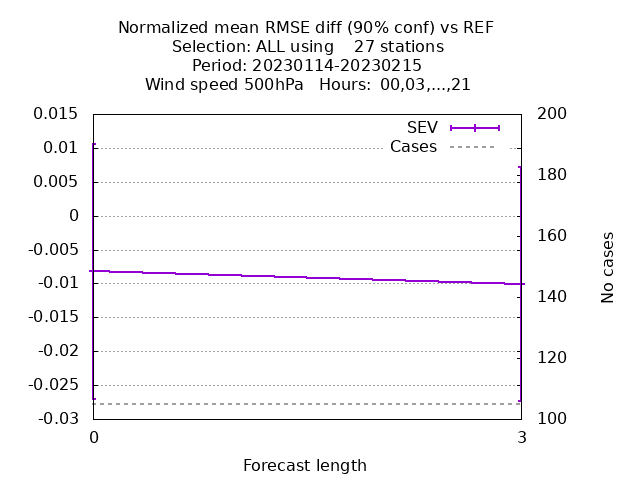 Normalized mean RMSE diff (90% conf) vs REF
Selection: ALL using    27 stations
Period: 20230114-20230215
Wind speed 500hPa   Hours:  00,03,...,21
SEV
Cases
0.015
0.01
0.005
0
-0.005
-0.01
-0.015
-0.02
-0.025
-0.03
200
180
160
140
120
100
No cases
0
3
Forecast length